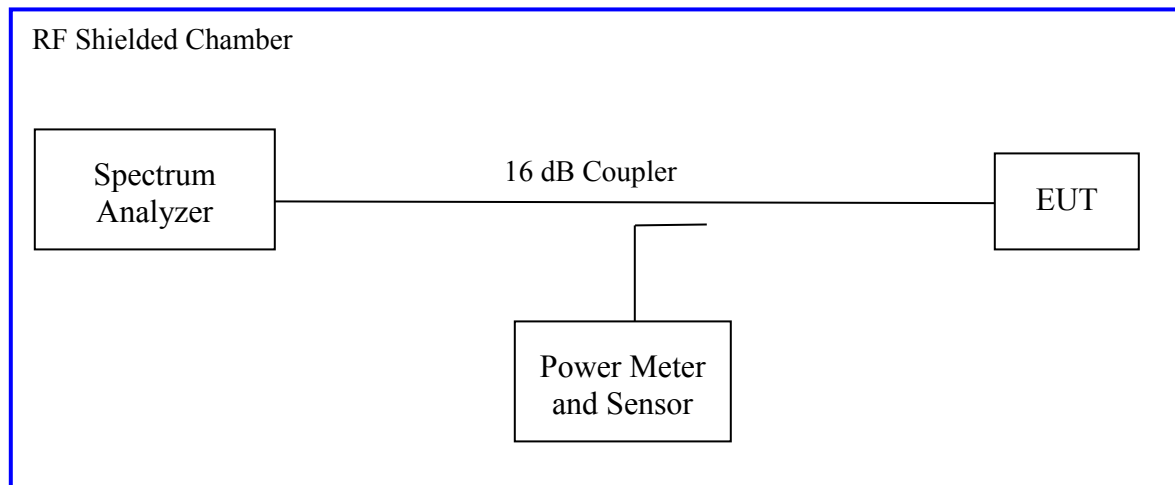 RF Shielded Chamber
Spectrum
Analyzer
16 dB Coupler
EUT
Power Meter
and Sensor